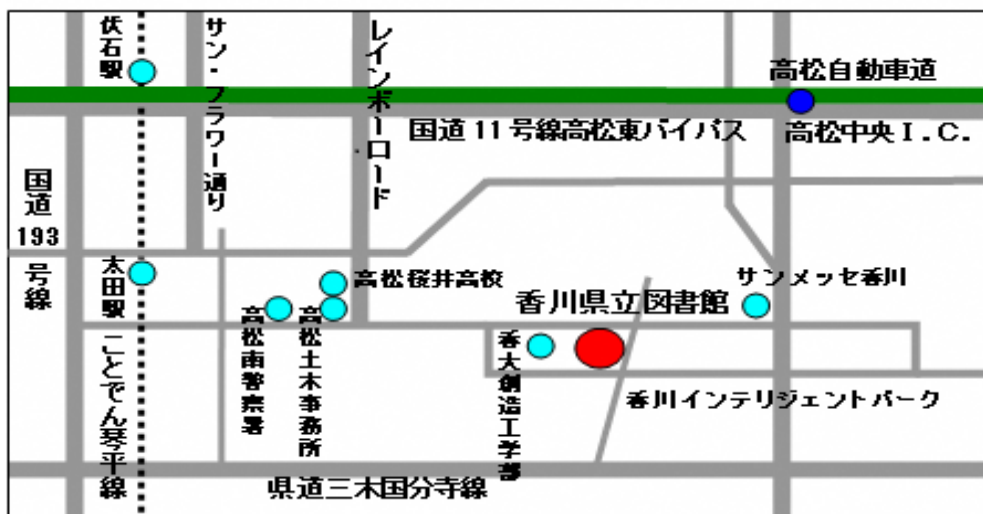 伏石駅
サン・フラワー通り
レインボーロード
高松自動車道
国道11号線高松東バイパス
高松中央I.C.
国道
193
号線
太田駅
高松桜井高校
サンメッセ香川
香川県立図書館
高松南警察署
高松土木事務所
香大創造工学部
ことでん琴平線
香川インテリジェントパーク
県道三木国分寺線